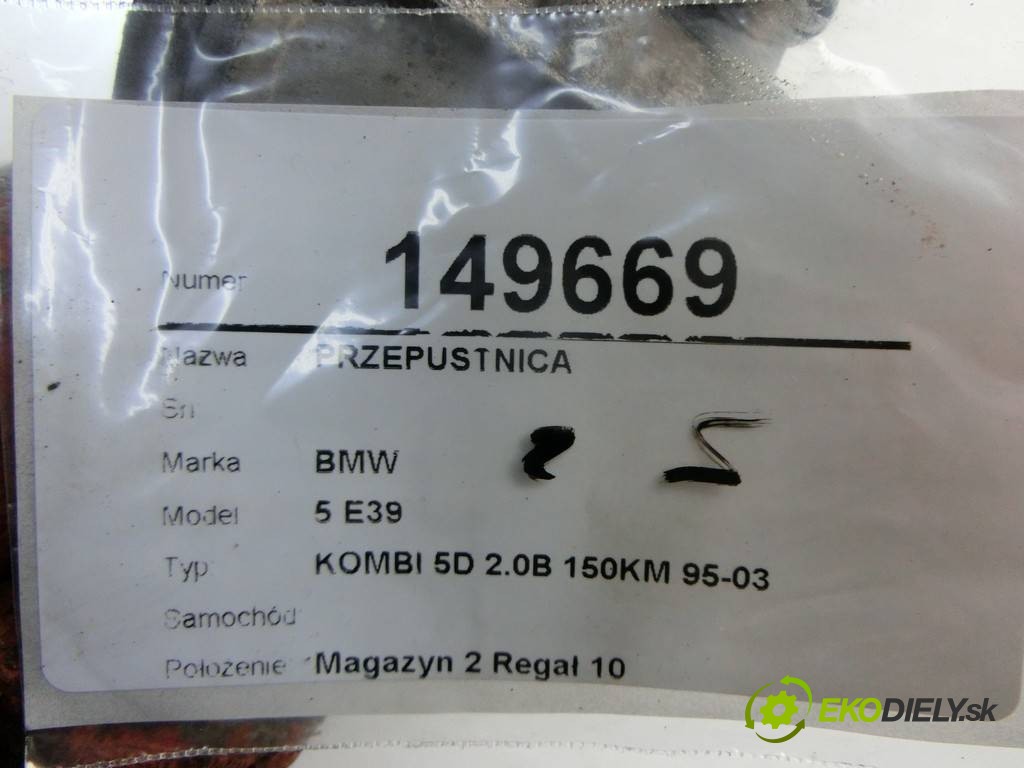 Numer 149669
Nazwa PRZEPUSTNICA
Sn
Marka BMW
Model 5 E39
Typ KOMBI 5D 2.0B 150KM 95-03
Samochód
Położenie Magazyn 2 Regał 10
EKODIELY.sk